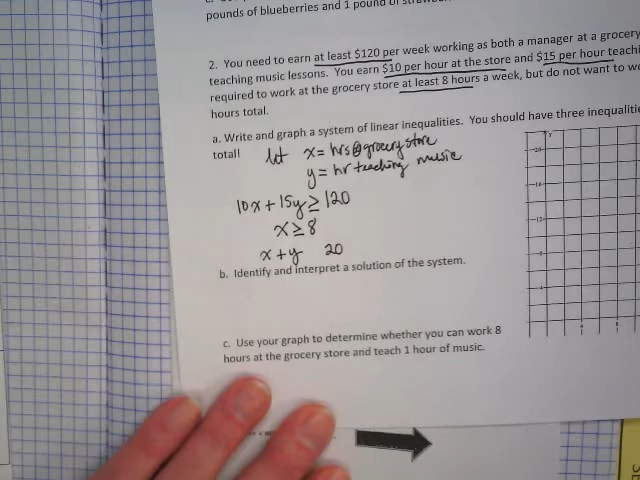 pounds of blueberries and 1 pound of
2. You need to earn at least $120 per week working as both a manager at a grocery
teaching music lessons. You earn $10 per hour at the store and $15 per hour teachi
required to work at the grocery store at least 8 hours a week, but do not want to wo
hours total.
a. Write and graph a system of linear inequalities. You should have three inequalitie
total!
let x = hrs @ grocery store
y = hr teaching music
10x + 15y ≥ 120
x ≥ 8
x + y 20
b. Identify and interpret a solution of the system.
c. Use your graph to determine whether you can work 8
hours at the grocery store and teach 1 hour of music.